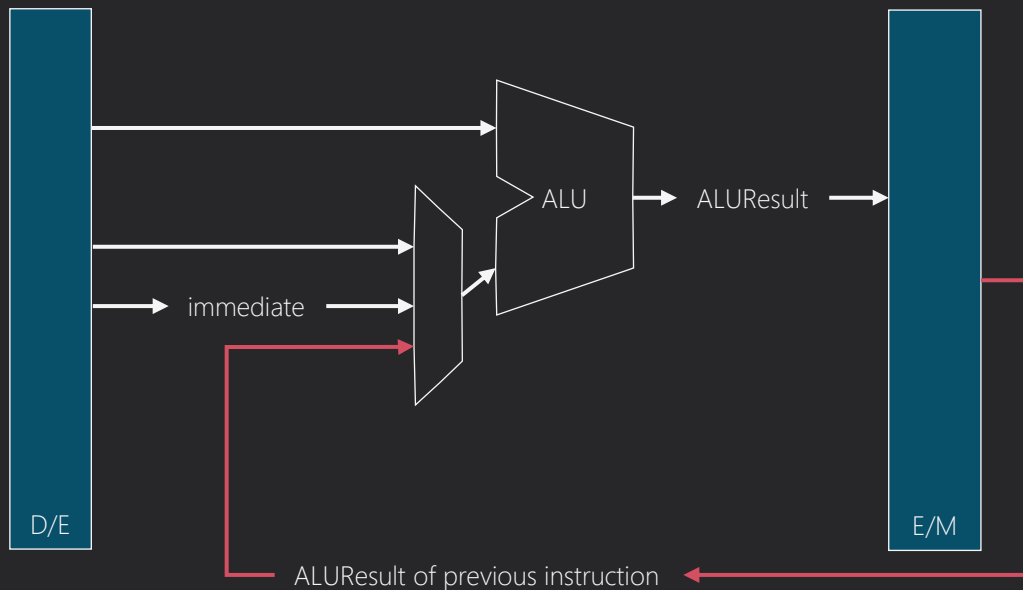 ALU
ALUResult
immediate
D/E
E/M
ALUResult of previous instruction